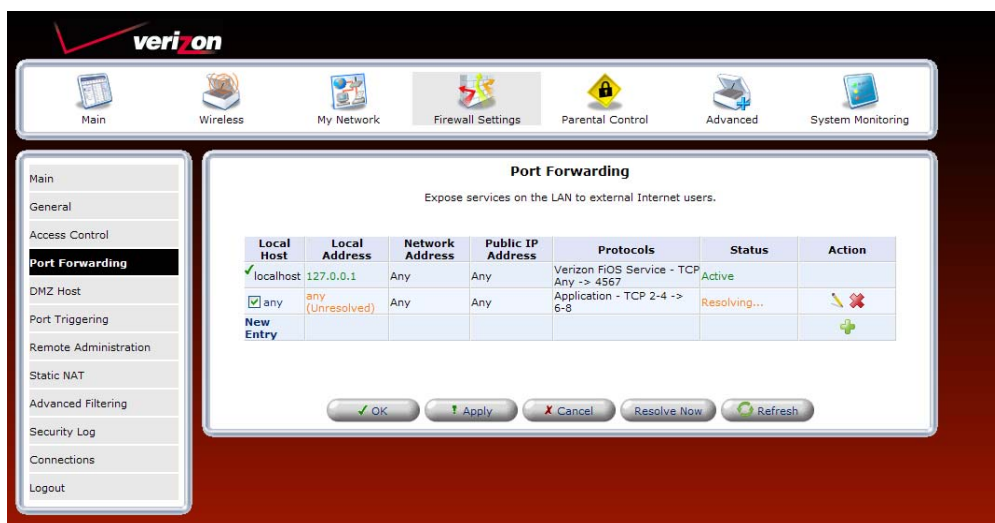 verizon
Main
Wireless
My Network
Firewall Settings
Parental Control
Advanced
System Monitoring
Main
General
Access Control
Port Forwarding
DMZ Host
Port Triggering
Remote Administration
Static NAT
Advanced Filtering
Security Log
Connections
Logout
Port Forwarding
Expose services on the LAN to external Internet users.
Local Host
Local Address
Network Address
Public IP Address
Protocols
Status
Action
localhost
127.0.0.1
Any
Any
Verizon FiOS Service - TCP
Any -> 4567
Active
any
any
(Unresolved)
Any
Any
Application - TCP 2-4 ->
6-8
Resolving...
New
Entry
OK
Apply
Cancel
Resolve Now
Refresh